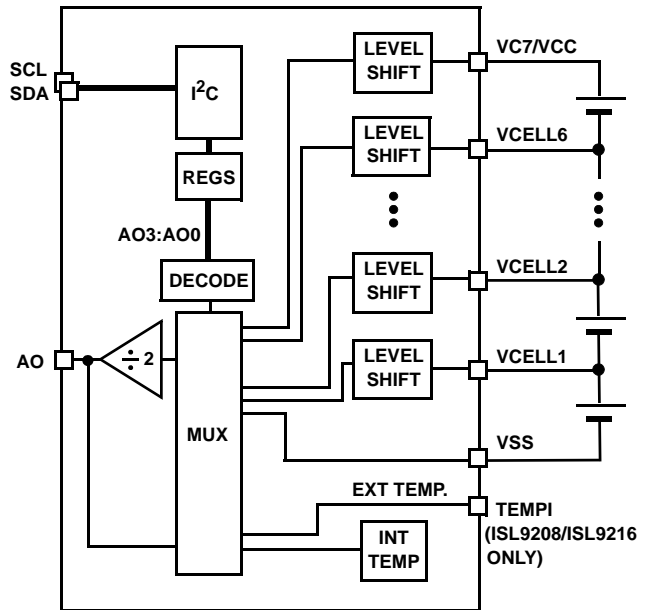 SCL
SDA
I²C
REGS
AO3:AO0
DECODE
AO
÷ 2
MUX
LEVEL
SHIFT
VC7/VCC
LEVEL
SHIFT
VCELL6
LEVEL
SHIFT
VCELL2
LEVEL
SHIFT
VCELL1
VSS
EXT TEMP.
TEMPI
(ISL9208/ISL9216
ONLY)
INT
TEMP